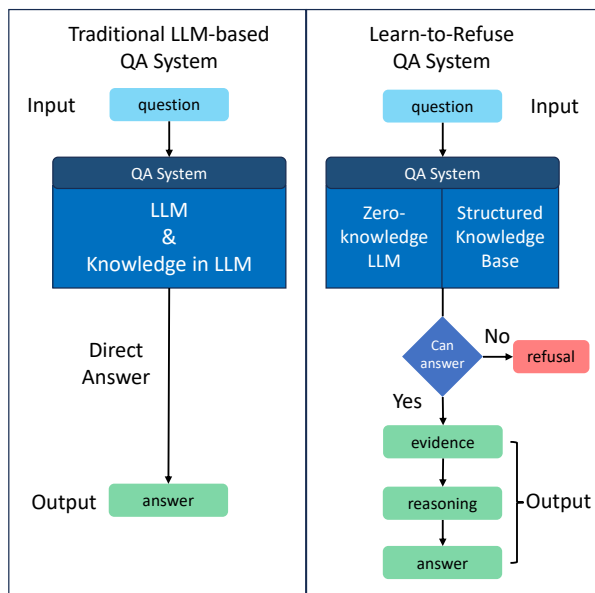 Traditional LLM-based
QA System
Input
question
QA System
LLM
&
Knowledge in LLM
Direct
Answer
Output
answer
Learn-to-Refuse
QA System
question
Input
QA System
Zero-
knowledge
LLM
Structured
Knowledge
Base
Can
answer
No
refusal
Yes
evidence
reasoning
Output
answer